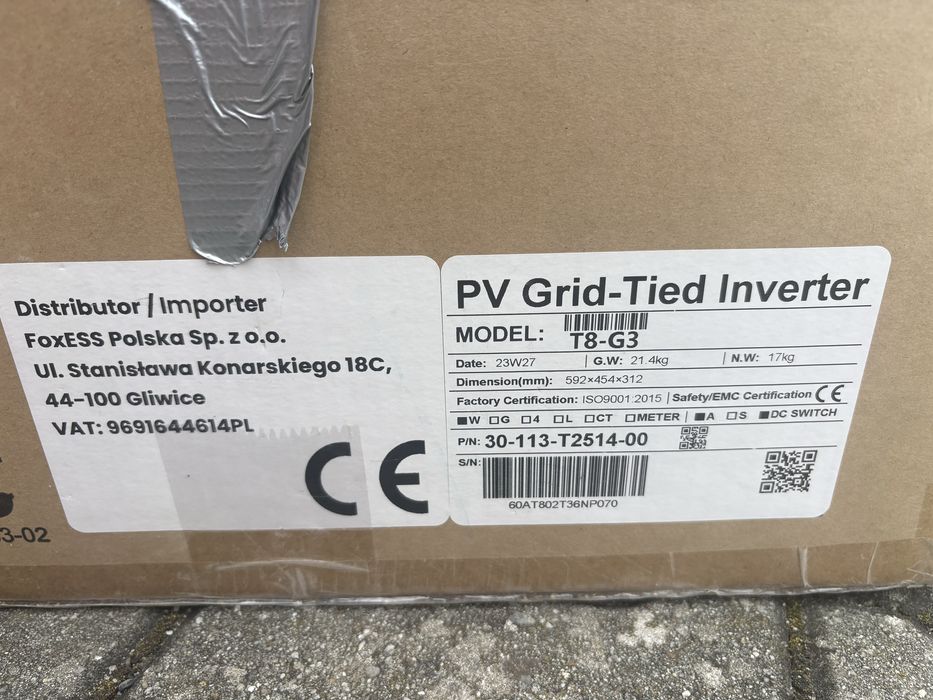 Distributor / Importer
FoxESS Polska Sp. z o.o.
Ul. Stanisława Konarskiego 18C,
44-100 Gliwice
VAT: 9691644614PL
CE
3-02
PV Grid-Tied Inverter
MODEL: T8-G3
Date: 23W27 | G.W: 21.4kg | N.W: 17kg
Dimension(mm): 592×454×312
Factory Certification: ISO9001:2015 | Safety/EMC Certification CE
■W □G □4 □L □CT □METER | ■A □S ■DC SWITCH
P/N: 30-113-T2514-00
S/N:
60AT802T36NP070